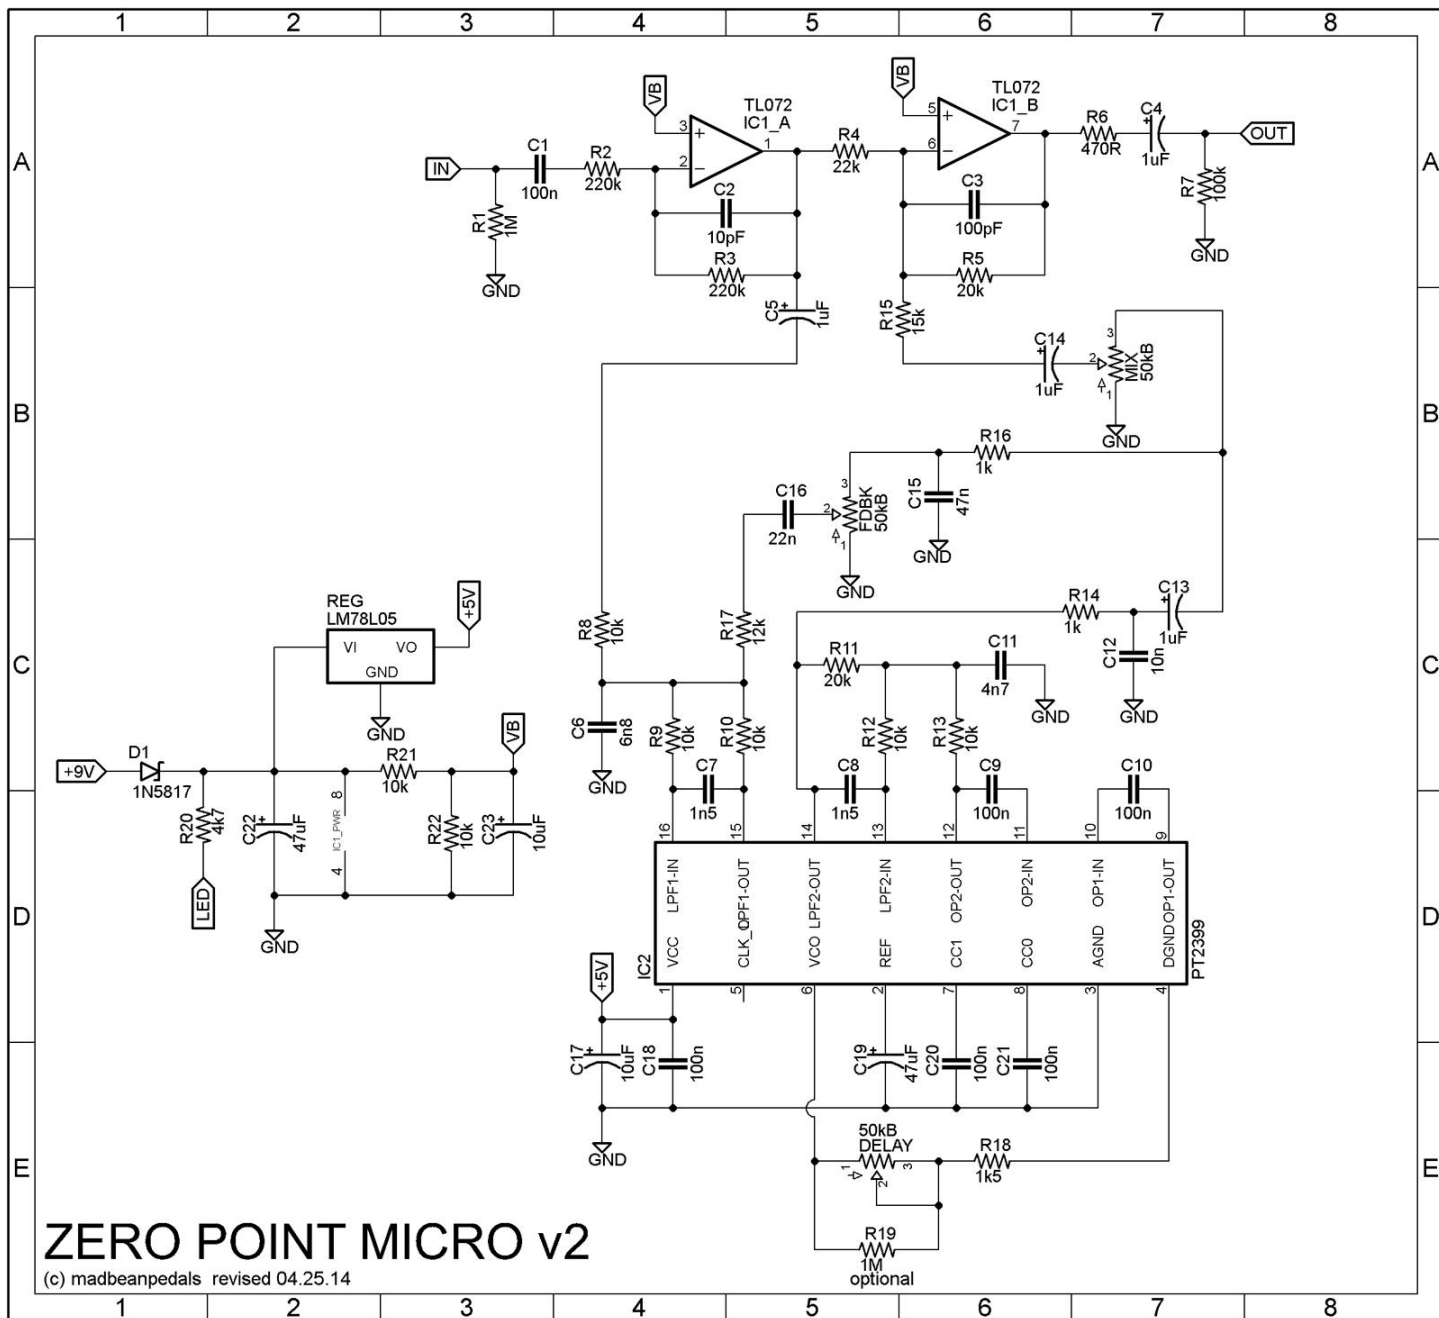 1 2 3 4 5 6 7 8
A
VB
3
2
1
TL072
IC1_A
VB
5
6
7
TL072
IC1_B
IN
C1
100n
R2
220k
R4
22k
R6
470R
C4
1uF
OUT
R1
1M
GND
C2
10pF
R3
220k
C3
100pF
R5
20k
R7
100k
GND
A
B
C5
1uF
R15
15k
C14
1uF
3
2
1
MIX
50kB
GND
R16
1k
C16
22n
3
2
1
FDBK
50kB
GND
C15
47n
GND
B
C
REG
LM78L05
VI VO
GND
+5V
GND
R8
10k
R17
12k
R14
1k
C13
1uF
C12
10n
GND
R11
20k
C11
4n7
GND
C6
6n8
GND
R9
10k
R10
10k
R12
10k
R13
10k
C7
1n5
C8
1n5
C9
100n
C10
100n
C
+9V
D1
1N5817
R21
10k
VB
D
R20
4k7
LED
C22
47uF
8
IC1_PWR
4
R22
10k
C23
10uF
GND
16 15 14 13 12 11 10 9
LPF1-IN LPF1-OUT LPF2-OUT LPF2-IN OP2-OUT OP2-IN OP1-IN OP1-OUT
VCC CLK_O VCO REF CC1 CC0 AGND DGND
IC2
PT2399
1 5 6 2 7 8 3 4
+5V
D
E
C17
10uF
C18
100n
C19
47uF
C20
100n
C21
100n
GND
50kB
DELAY
1
2
3
R18
1k5
R19
1M
optional
E
ZERO POINT MICRO v2
(c) madbeanpedals revised 04.25.14
1 2 3 4 5 6 7 8